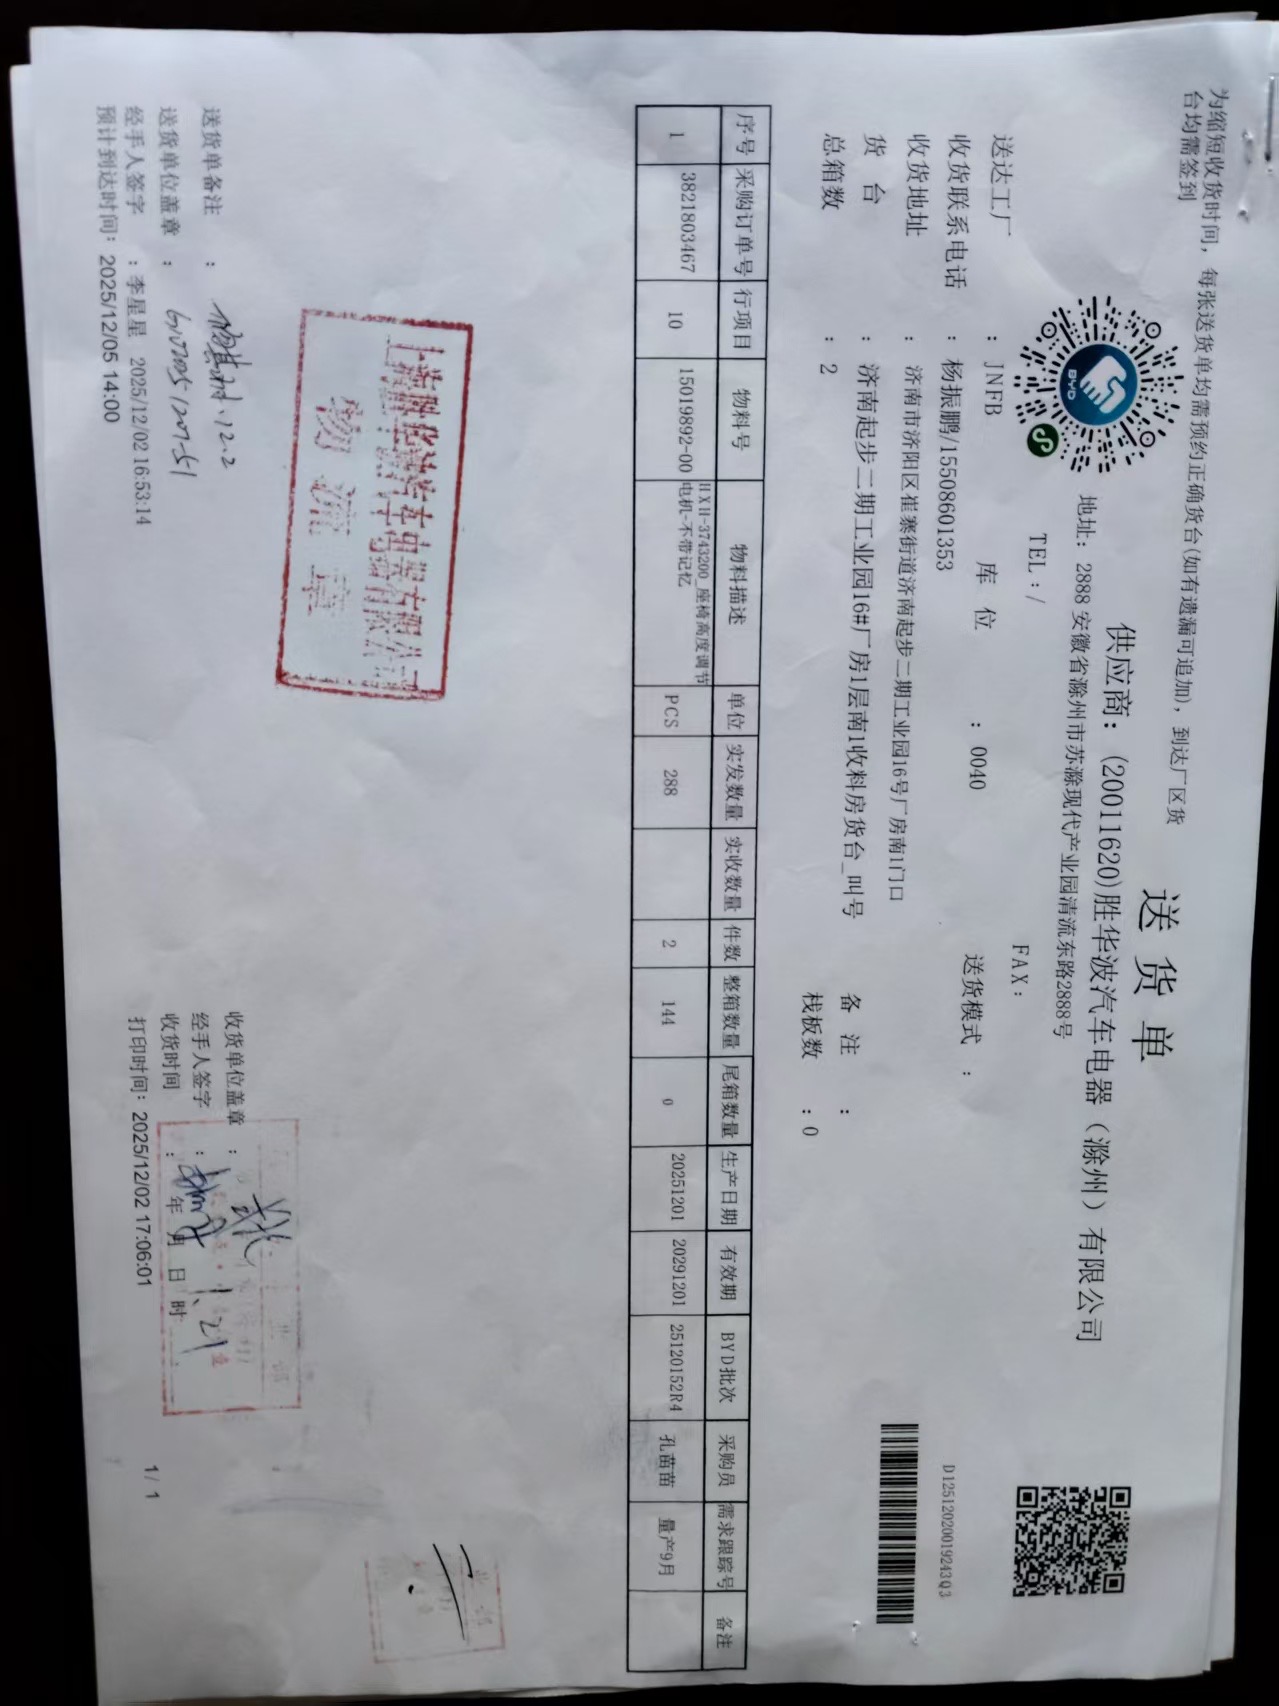 为缩短收货时间，每张送货单均需预约正确货台(如有遗漏可追加)，到达厂区货
台均需签到
送货单
供应商：(20011620)胜华波汽车电器（滁州）有限公司
地址：2888 安徽省滁州市苏滁现代产业园清流东路2888号
TEL：/ FAX：
BYD
D12512020019243Q3
送达工厂：JNFB 库位：0040 送货模式：
收货联系电话：杨振鹏/15508601353
收货地址：济南市济阳区崔寨街道济南起步二期工业园16号厂房南1门口
货台：济南起步二期工业园16#厂房1层南1收料房货台_叫号 备注：
总箱数：2 栈板数：0
序号 采购订单号 行项目 物料号 物料描述 单位 实发数量 实收数量 件数 整箱数量 尾箱数量 生产日期 有效期 BYD批次 采购员 需求跟踪号 备注
1 3821803467 10 15019892-00 HXH-3743200_座椅高度调节电机-不带记忆 PCS 288 2 144 0 20251201 20291201 25120152R4 孔苗苗 量产9月
物流章
送货单备注： 12.2
送货单位盖章：
经手人签字：李星星 2025/12/02 16:53:14
预计到达时间：2025/12/05 14:00
收货单位盖章：
经手人签字：
收货时间：年 月 日 时
1.21
打印时间：2025/12/02 17:06:01
1/ 1